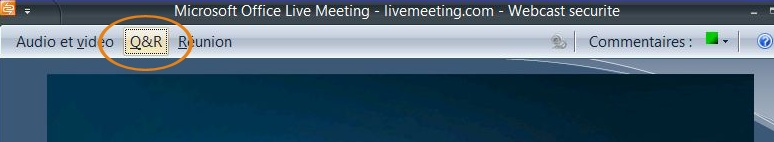 Microsoft Office Live Meeting - livemeeting.com - Webcast securite
Audio et vidéo Q&R Réunion Commentaires :